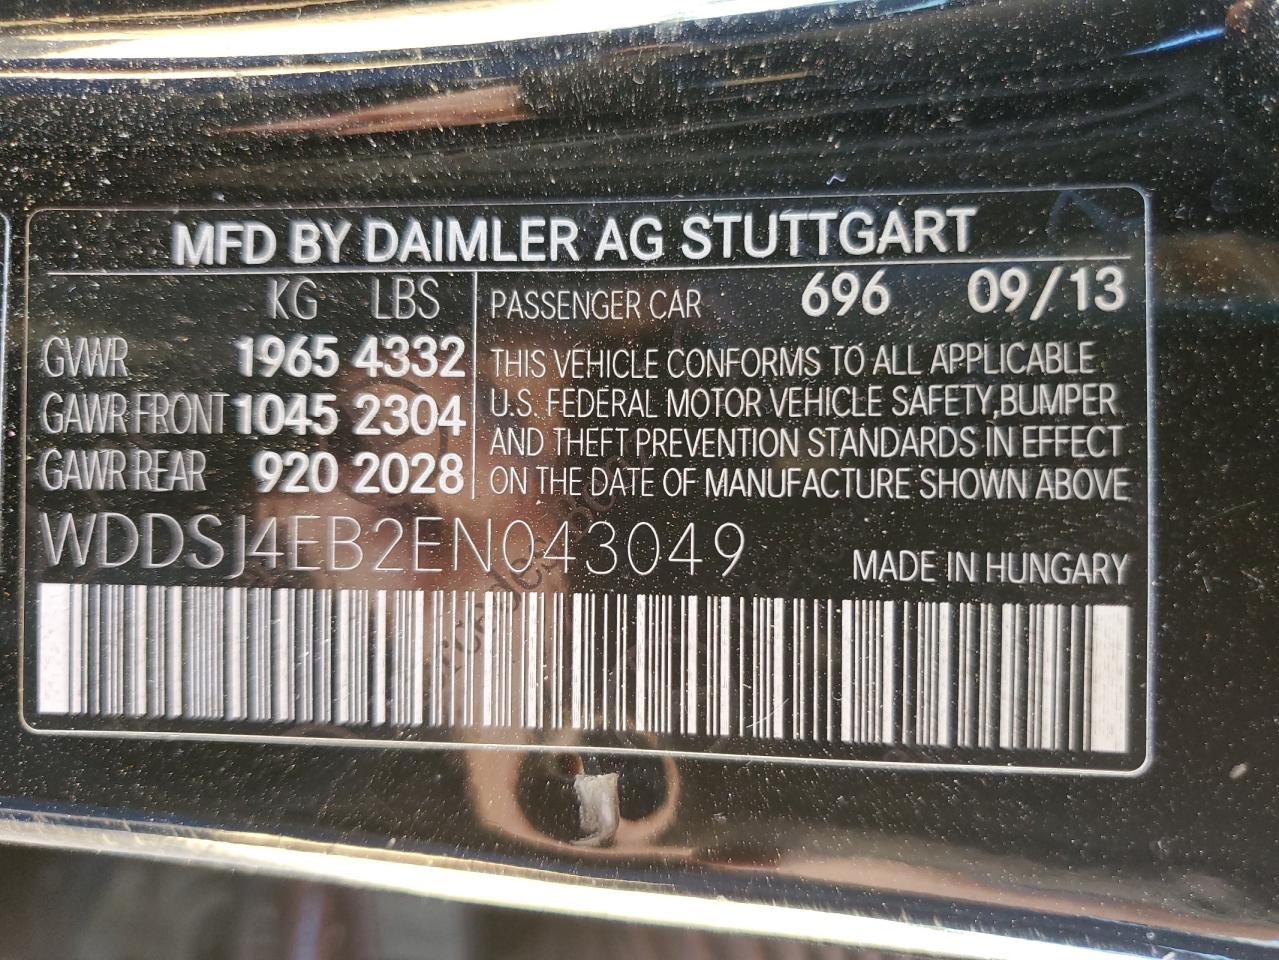 MFD BY DAIMLER AG STUTTGART
KG LBS
GVWR 1965 4332
GAWR FRONT 1045 2304
GAWR REAR 920 2028
PASSENGER CAR 696 09/13
THIS VEHICLE CONFORMS TO ALL APPLICABLE
U.S. FEDERAL MOTOR VEHICLE SAFETY,BUMPER
AND THEFT PREVENTION STANDARDS IN EFFECT
ON THE DATE OF MANUFACTURE SHOWN ABOVE
WDDSJ4EB2EN043049
MADE IN HUNGARY